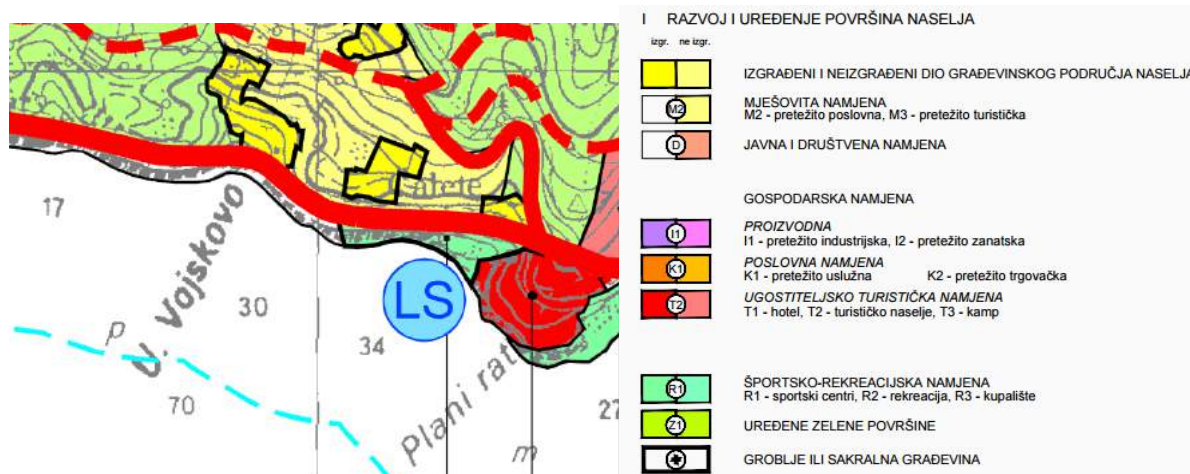 17
U. Vojskovo
30
LS
34
p
70
Plani rat
27
m
I RAZVOJ I UREĐENJE POVRŠINA NASELJA
izgr. ne izgr.
IZGRAĐENI I NEIZGRAĐENI DIO GRAĐEVINSKOG PODRUČJA NASELJA
M2 MJEŠOVITA NAMJENA
M2 - pretežito poslovna, M3 - pretežito turistička
D JAVNA I DRUŠTVENA NAMJENA
GOSPODARSKA NAMJENA
I1 PROIZVODNA
I1 - pretežito industrijska, I2 - pretežito zanatska
K1 POSLOVNA NAMJENA
K1 - pretežito uslužna K2 - pretežito trgovačka
T2 UGOSTITELJSKO TURISTIČKA NAMJENA
T1 - hotel, T2 - turističko naselje, T3 - kamp
R1 ŠPORTSKO-REKREACIJSKA NAMJENA
R1 - sportski centri, R2 - rekreacija, R3 - kupalište
Z1 UREĐENE ZELENE POVRŠINE
GROBLJE ILI SAKRALNA GRAĐEVINA